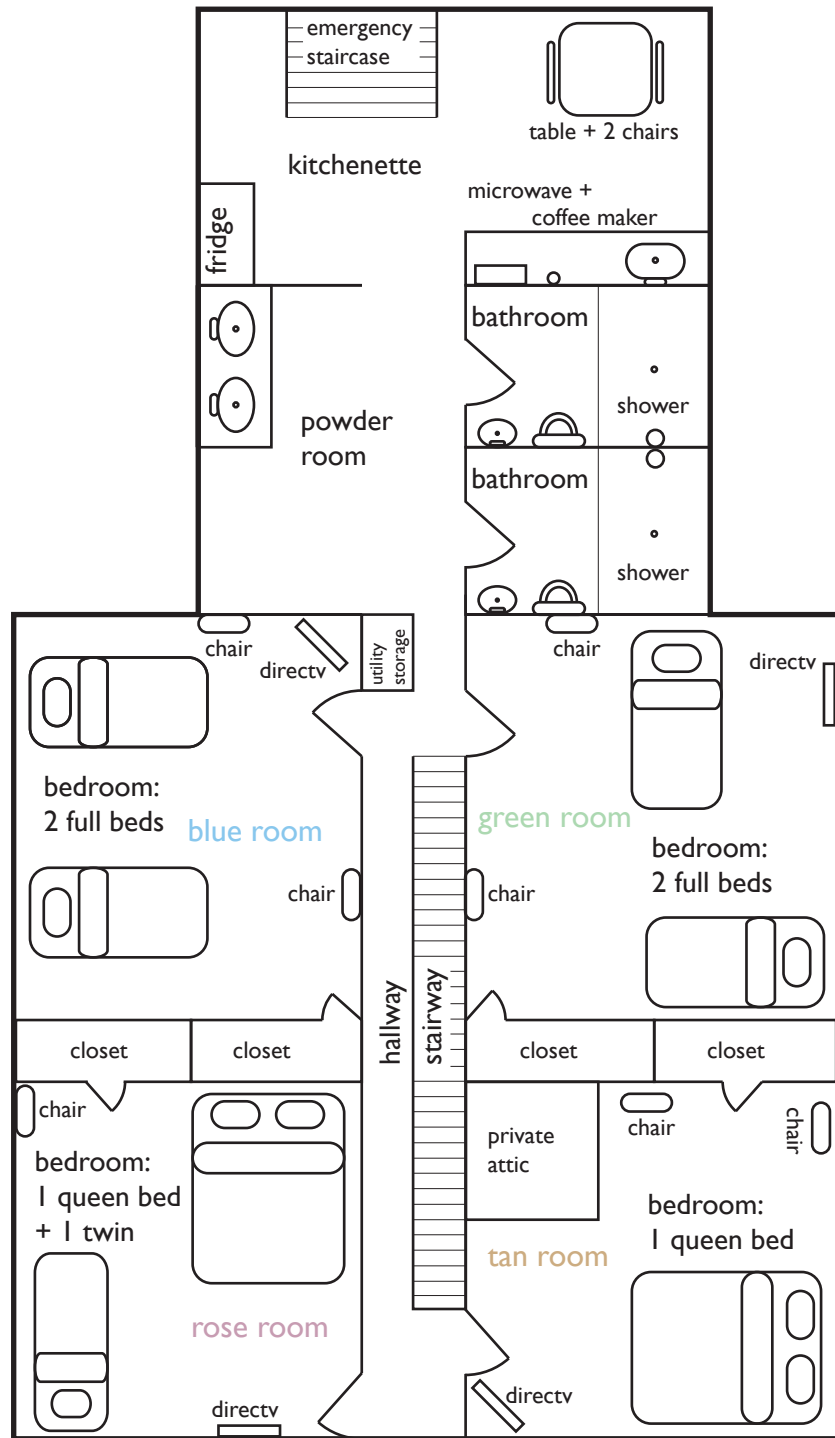 emergency
staircase
table + 2 chairs
kitchenette
microwave +
coffee maker
fridge
bathroom
shower
powder
room
bathroom
shower
chair
directv
utility
storage
chair
directv
bedroom:
2 full beds
blue room
green room
bedroom:
2 full beds
chair
chair
hallway
stairway
closet
closet
closet
closet
chair
chair
chair
private
attic
bedroom:
1 queen bed
+ 1 twin
bedroom:
1 queen bed
tan room
rose room
directv
directv